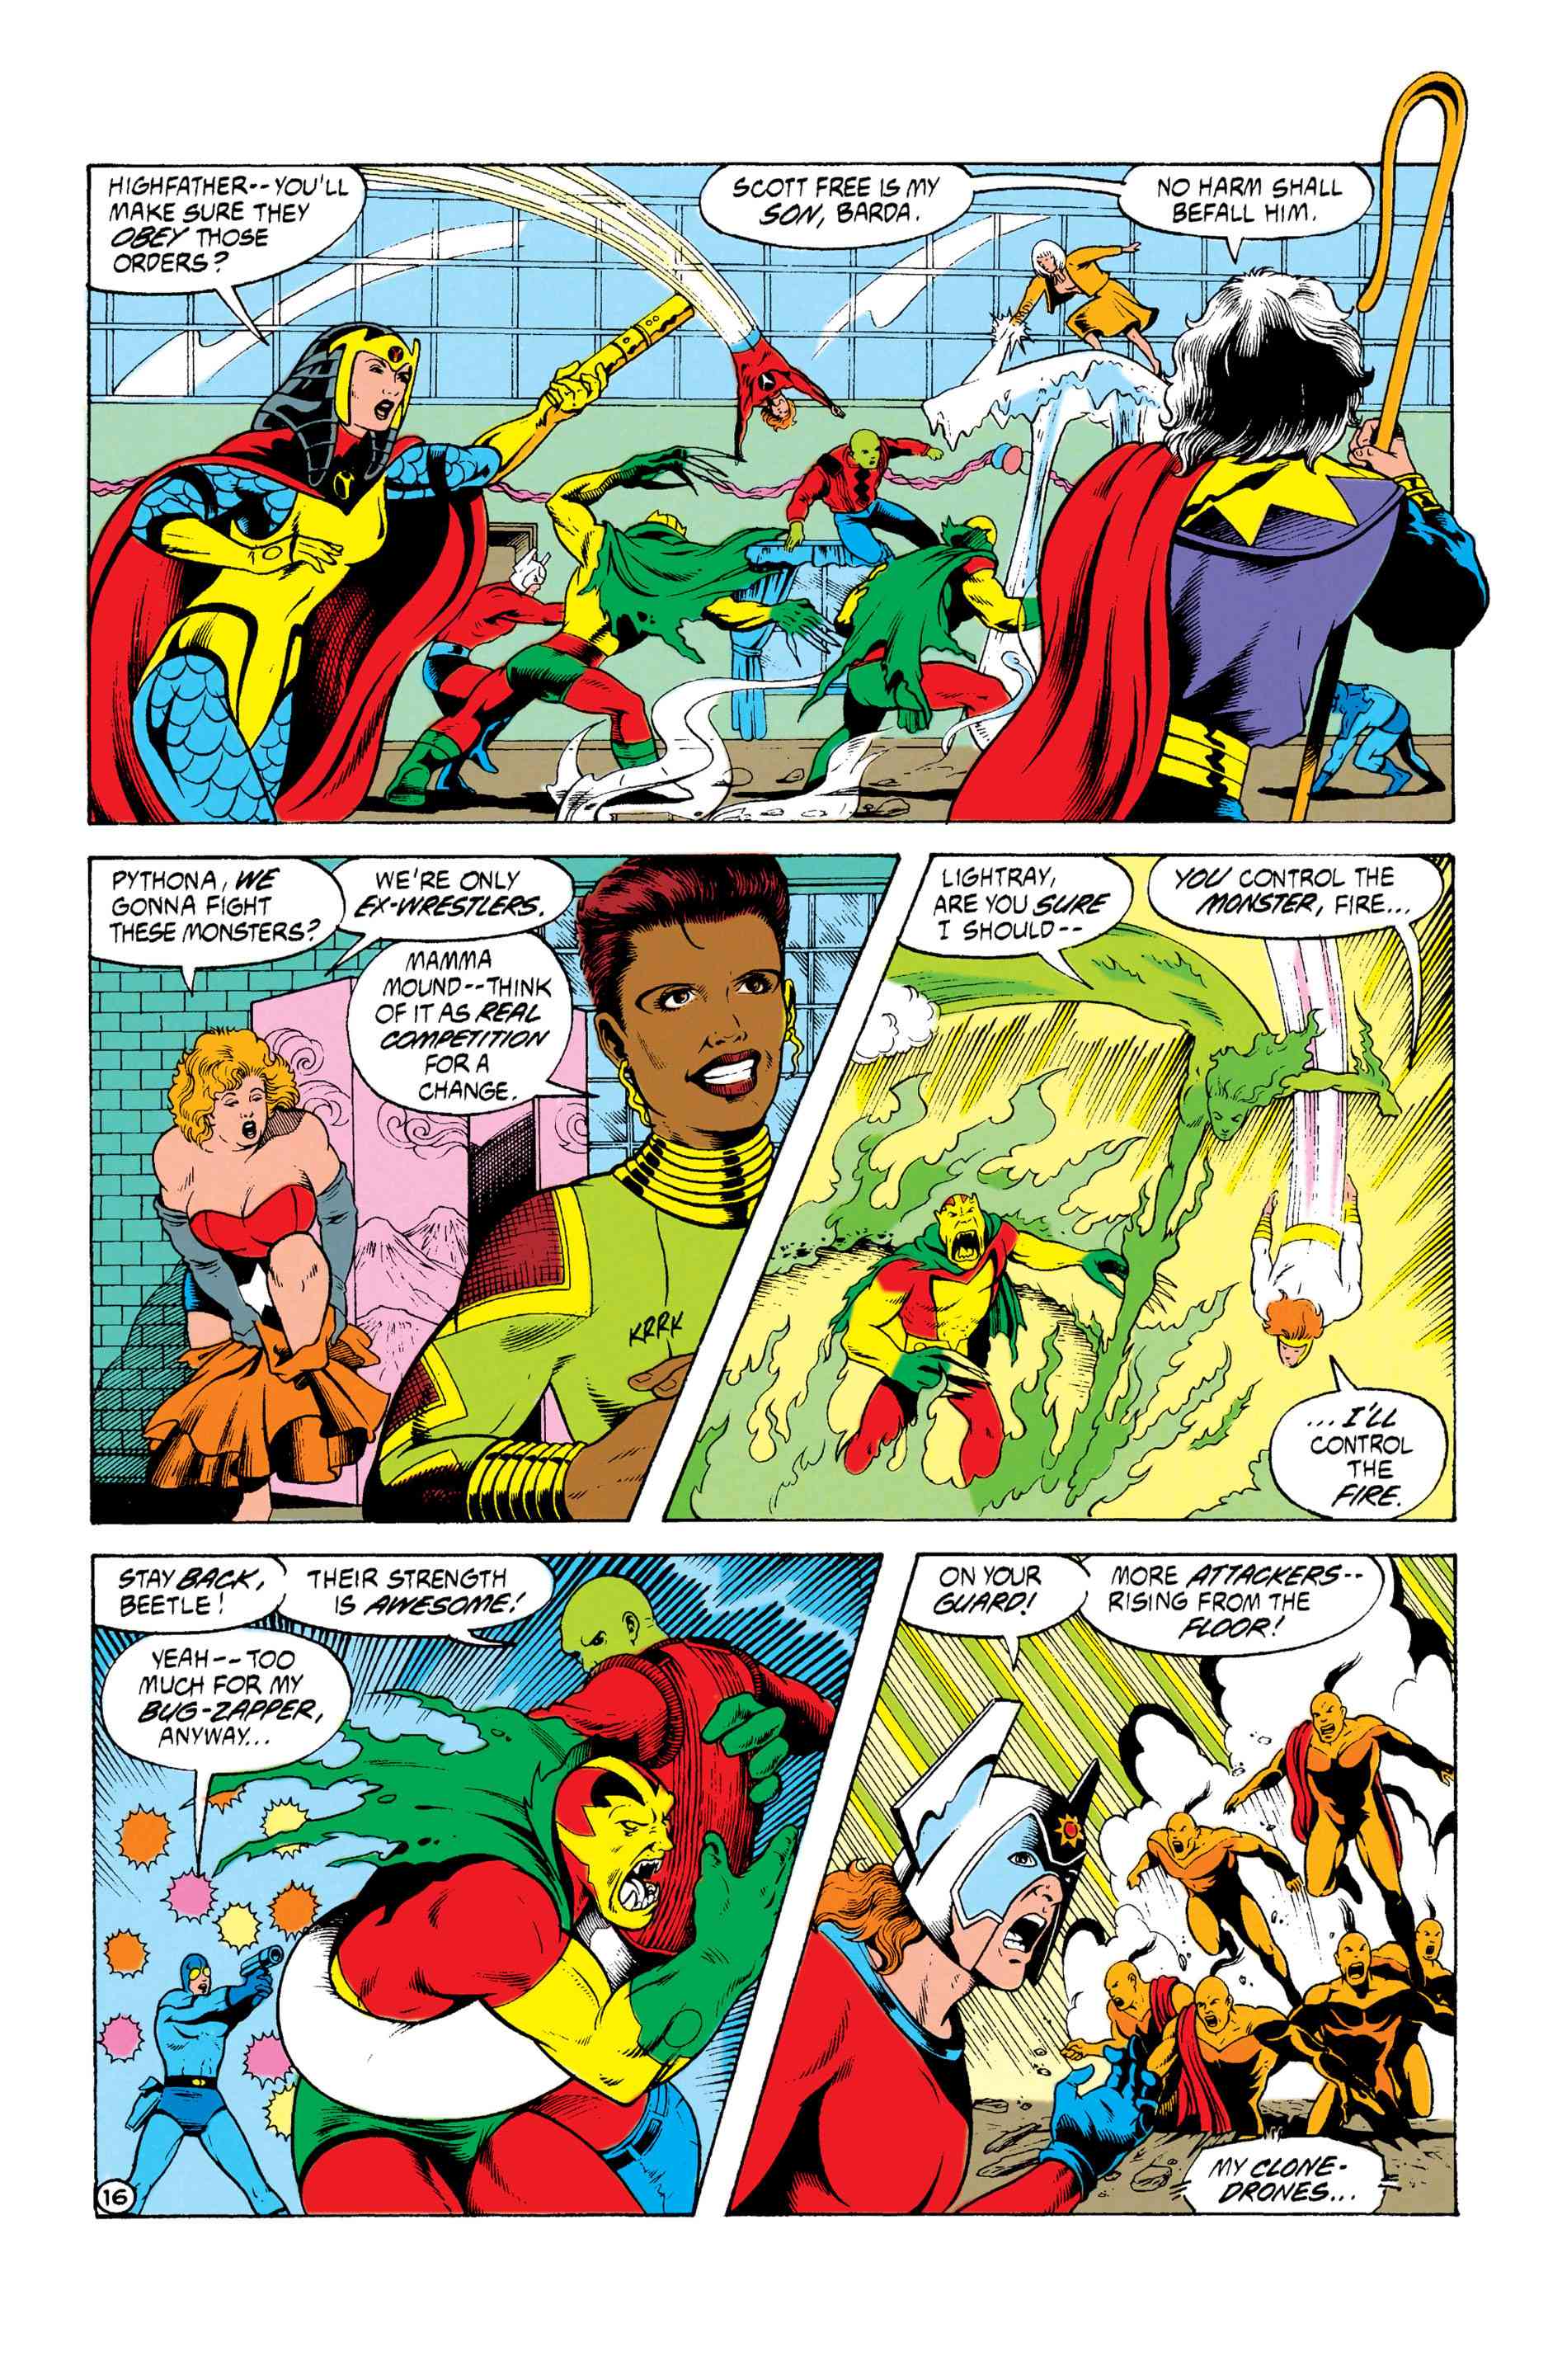 HIGHFATHER--YOU'LL
MAKE SURE THEY
OBEY THOSE
ORDERS?
SCOTT FREE IS MY
SON, BARDA.
NO HARM SHALL
BEFALL HIM.
PYTHONA, WE
GONNA FIGHT
THESE MONSTERS?
WE'RE ONLY
EX-WRESTLERS.
MAMMA
MOUND--THINK
OF IT AS REAL
COMPETITION
FOR A
CHANGE.
KRRK
LIGHTRAY,
ARE YOU SURE
I SHOULD--
YOU CONTROL THE
MONSTER, FIRE...
...I'LL
CONTROL
THE
FIRE.
STAY BACK,
BEETLE!
THEIR STRENGTH
IS AWESOME!
YEAH--TOO
MUCH FOR MY
BUG-ZAPPER,
ANYWAY...
16
ON YOUR
GUARD!
MORE ATTACKERS--
RISING FROM THE
FLOOR!
MY CLONE-
DRONES...